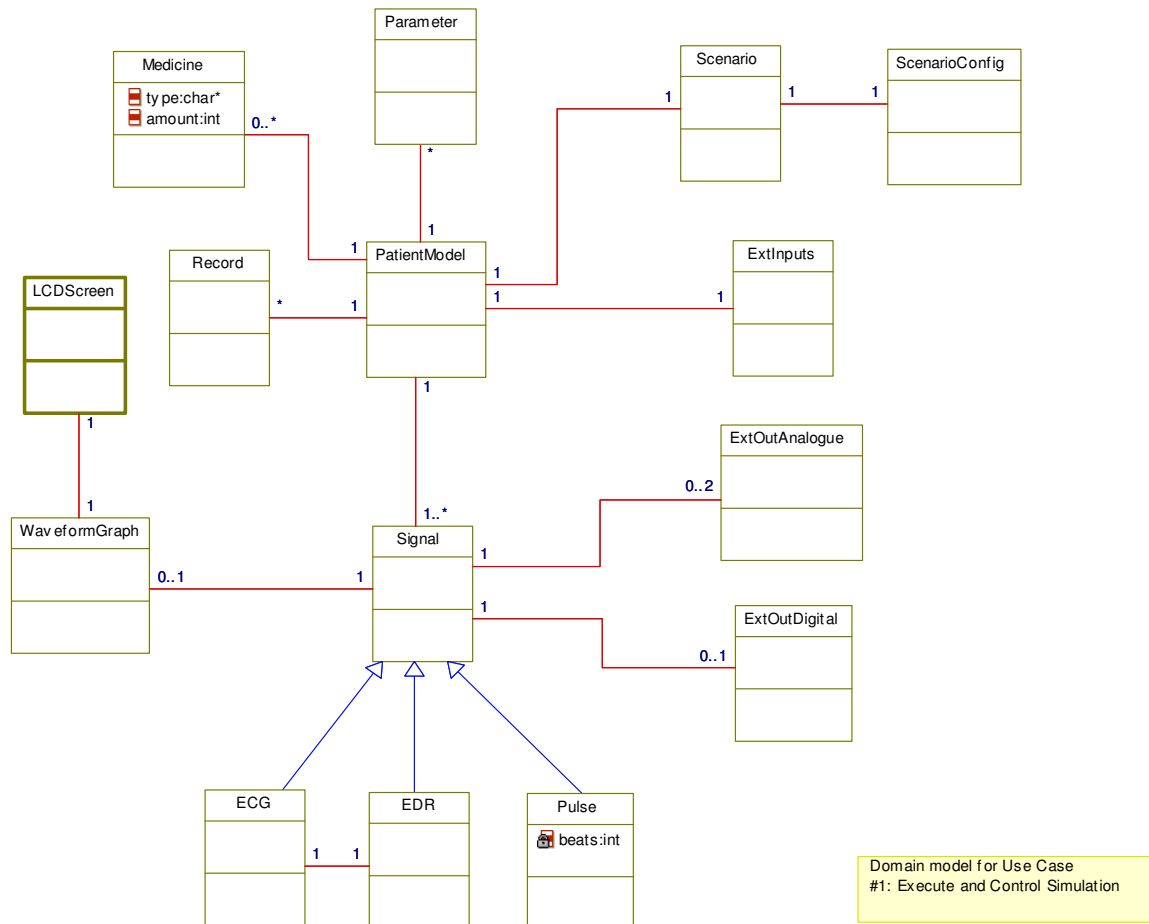 Parameter
Medicine
type:char*
amount:int
0..*
Scenario
1
1
ScenarioConfig
1
*
1
PatientModel
1
1
1
1
Record
*
1
ExtInputs
1
LCDScreen
1
1
WaveformGraph
0..1
1
1..*
Signal
1
1
ExtOutAnalogue
0..2
ExtOutDigital
0..1
ECG
1
1
EDR
Pulse
beats:int
Domain model for Use Case
#1: Execute and Control Simulation